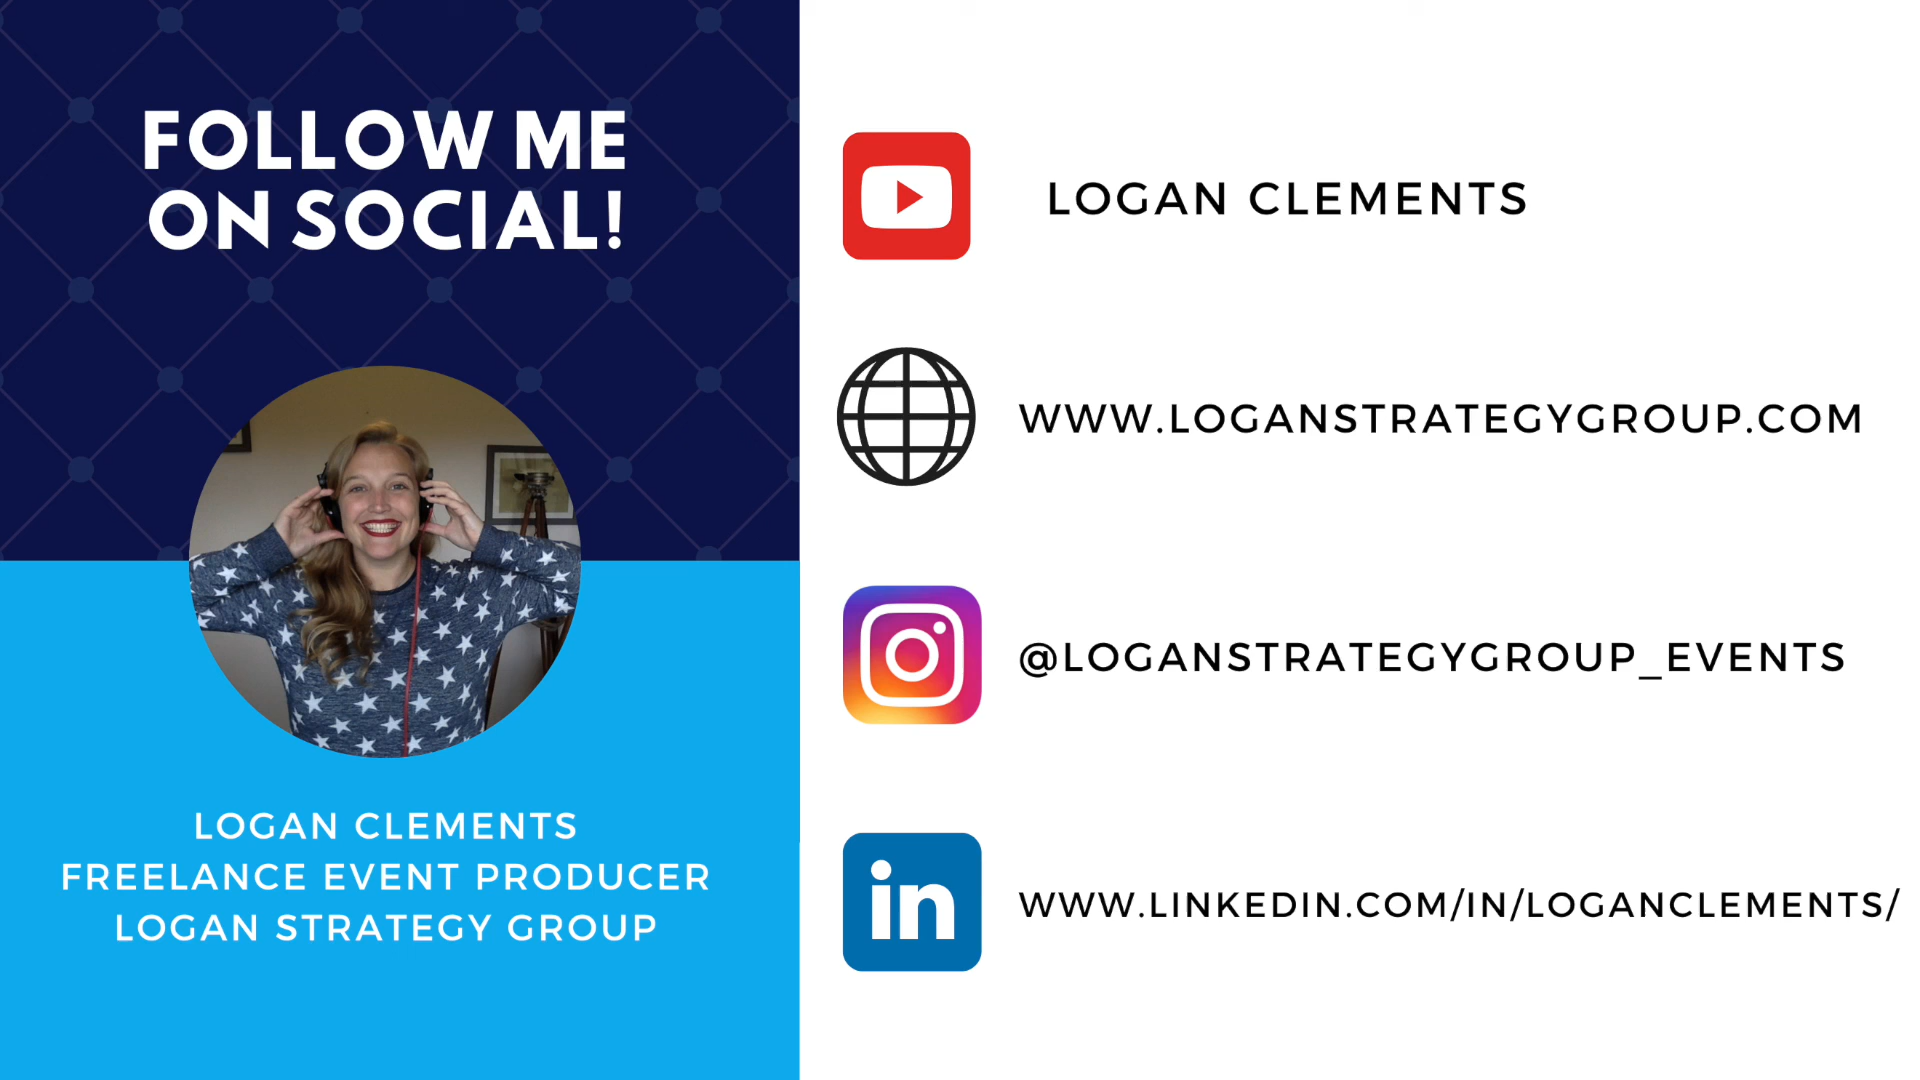 FOLLOW ME
ON SOCIAL!
LOGAN CLEMENTS
FREELANCE EVENT PRODUCER
LOGAN STRATEGY GROUP
LOGAN CLEMENTS
WWW.LOGANSTRATEGYGROUP.COM
@LOGANSTRATEGYGROUP_EVENTS
in
WWW.LINKEDIN.COM/IN/LOGANCLEMENTS/